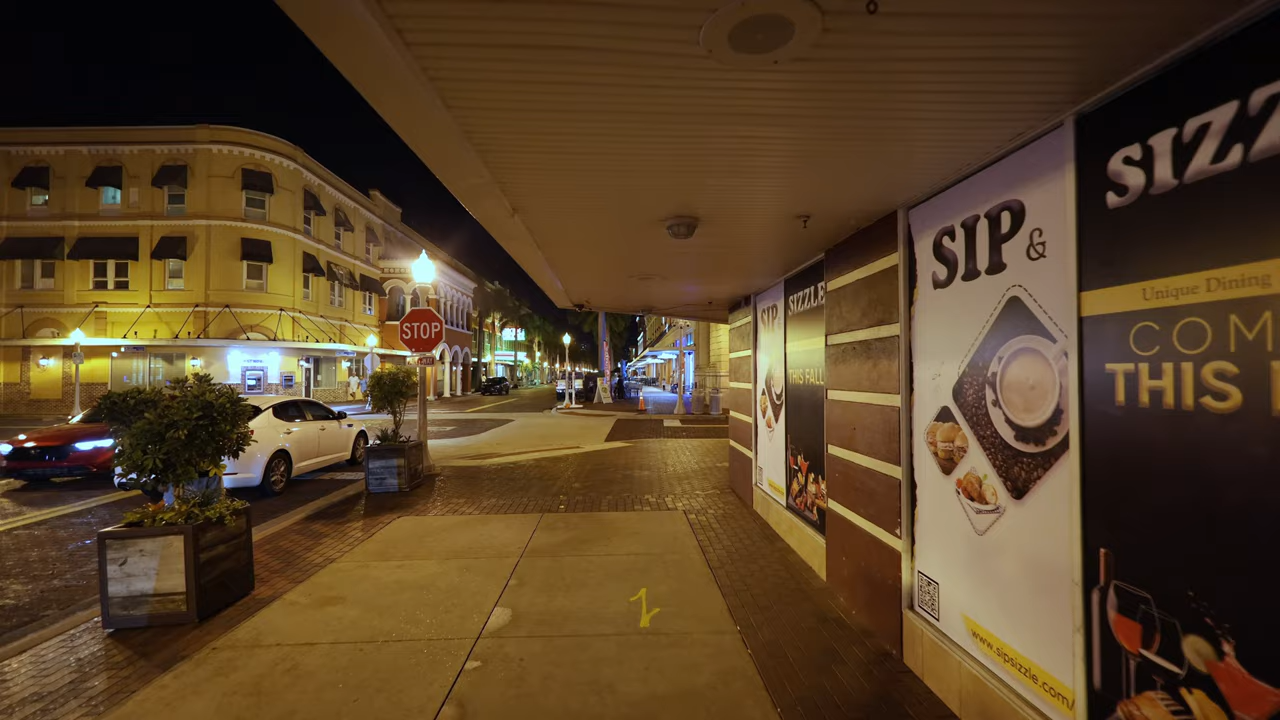 STOP
SIP
SIZZLE
THIS FALL
SIP &
www.sipsizzle.com/
SIZZ
Unique Dining
COM
THIS